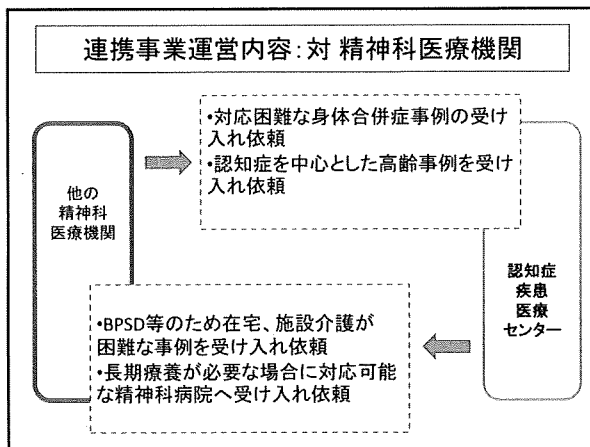 連携事業運営内容：対 精神科医療機関
•対応困難な身体合併症事例の受け
入れ依頼
•認知症を中心とした高齢事例を受け
入れ依頼
他の
精神科
医療機関
認知症
疾患
医療
センター
•BPSD等のため在宅、施設介護が
困難な事例を受け入れ依頼
•長期療養が必要な場合に対応可能
な精神科病院へ受け入れ依頼